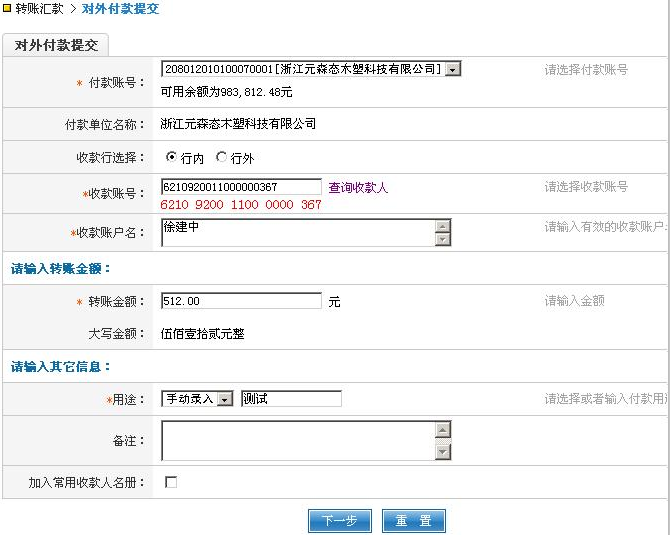 转账汇款 > 对外付款提交
对外付款提交
* 付款账号： 208012010100070001[浙江元森态木塑科技有限公司] 请选择付款账号
可用余额为983,812.48元
付款单位名称： 浙江元森态木塑科技有限公司
收款行选择： 行内 行外
*收款账号： 6210920011000000367 查询收款人 请选择收款账号
6210 9200 1100 0000 367
*收款账户名： 徐建中 请输入有效的收款账户
请输入转账金额：
* 转账金额： 512.00 元 请输入金额
大写金额： 伍佰壹拾贰元整
请输入其它信息：
*用途： 手动录入 测试 请选择或者输入付款用
备注：
加入常用收款人名册：
下一步 重 置